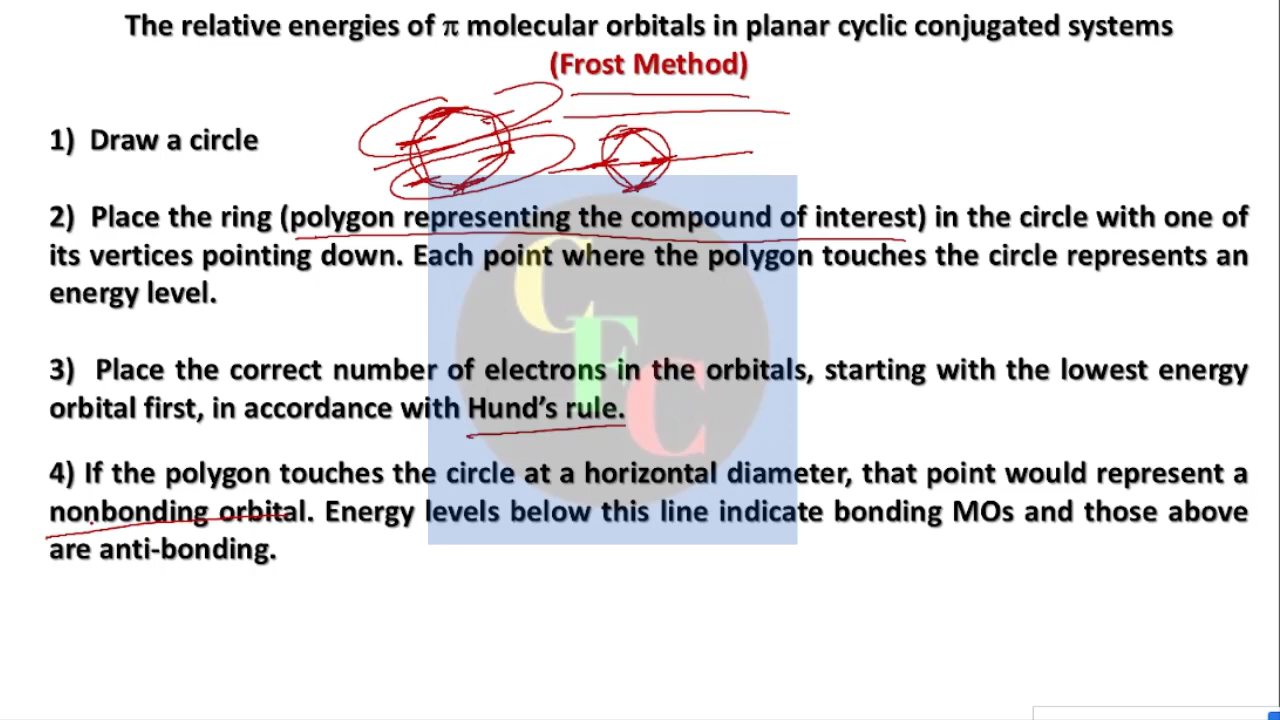 The relative energies of π molecular orbitals in planar cyclic conjugated systems
(Frost Method)
1) Draw a circle
2) Place the ring (polygon representing the compound of interest) in the circle with one of
its vertices pointing down. Each point where the polygon touches the circle represents an
energy level.
3) Place the correct number of electrons in the orbitals, starting with the lowest energy
orbital first, in accordance with Hund's rule.
4) If the polygon touches the circle at a horizontal diameter, that point would represent a
nonbonding orbital. Energy levels below this line indicate bonding MOs and those above
are anti-bonding.
CFC